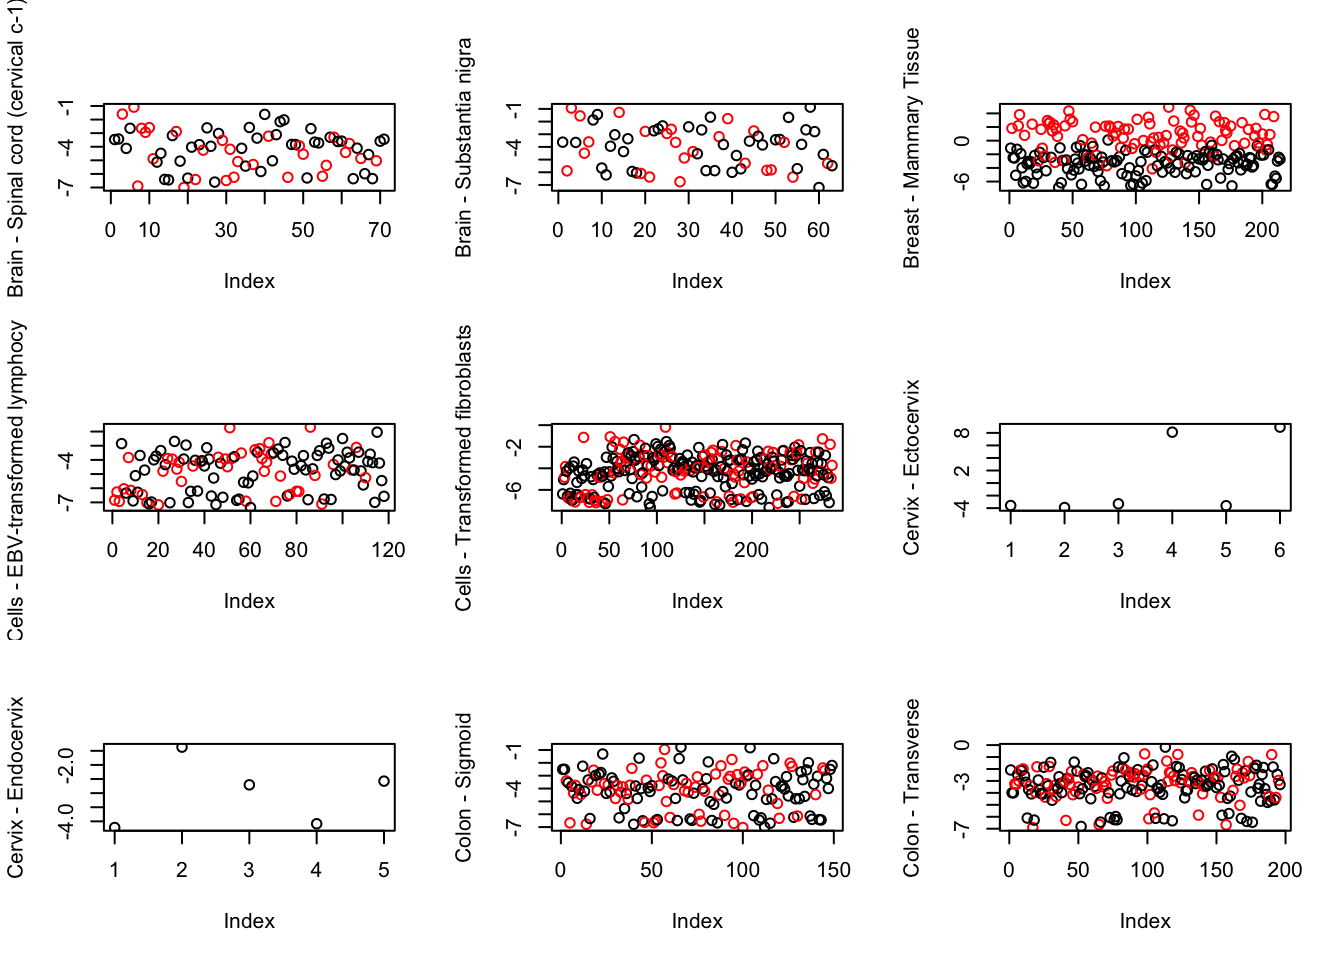 Brain - Spinal cord (cervical c-1)
-1
-4
-7
0 10 30 50 70
Index
Brain - Substantia nigra
-1
-4
-7
0 10 20 30 40 50 60
Index
Breast - Mammary Tissue
0
-6
0 50 100 150 200
Index
Cells - EBV-transformed lymphocy
-4
-7
0 20 40 60 80 120
Index
Cells - Transformed fibroblasts
-2
-6
0 50 100 200
Index
Cervix - Ectocervix
8
2
-4
1 2 3 4 5 6
Index
Cervix - Endocervix
-2.0
-4.0
1 2 3 4 5
Index
Colon - Sigmoid
-1
-4
-7
0 50 100 150
Index
Colon - Transverse
0
-3
-7
0 50 100 150 200
Index